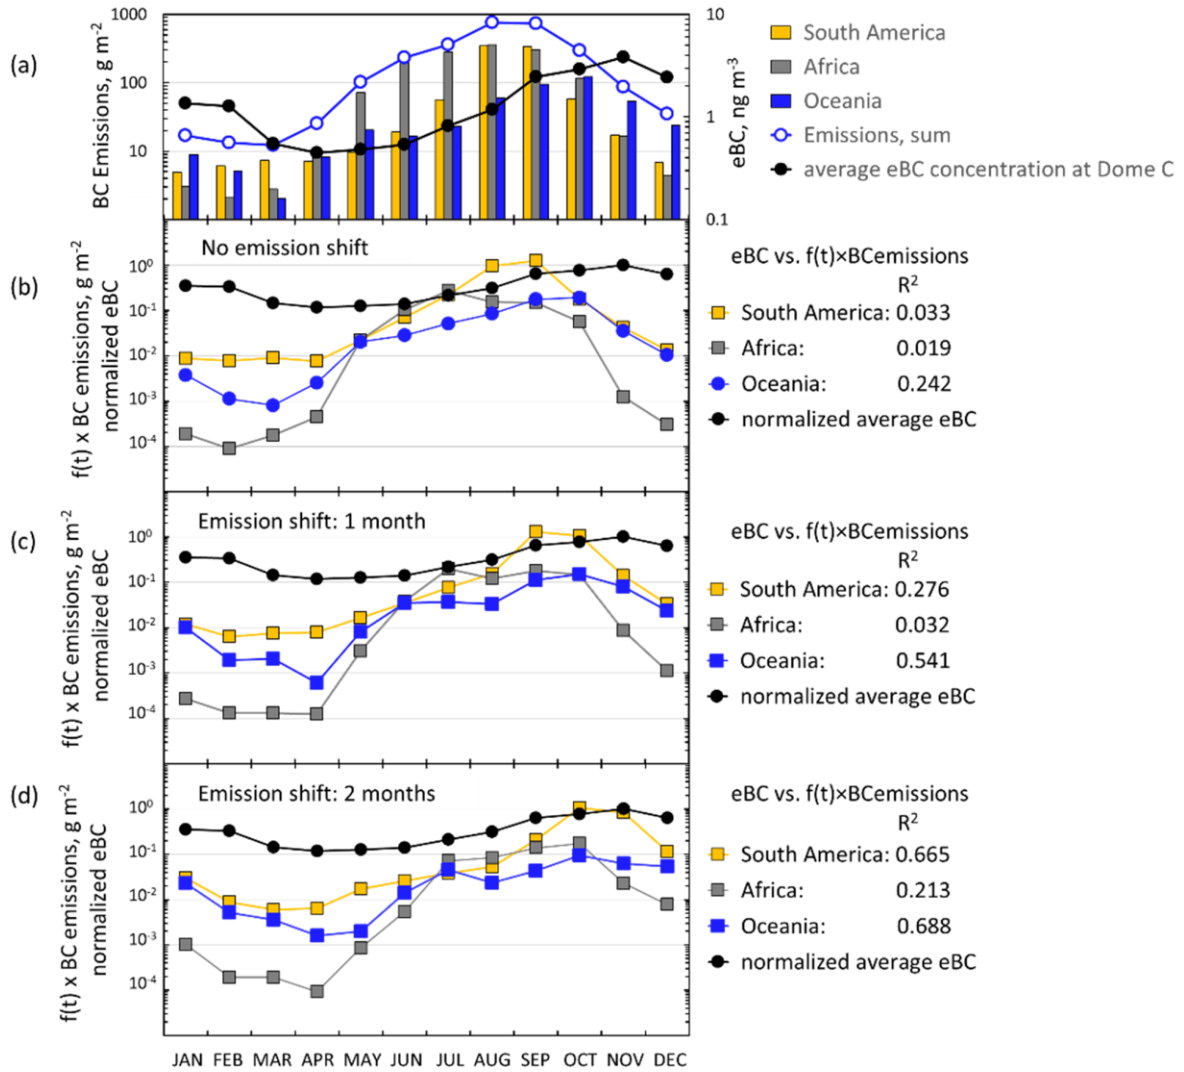 (a)
BC Emissions, g m-2
1000
100
10
10
1
0.1
eBC, ng m-3
South America
Africa
Oceania
Emissions, sum
average eBC concentration at Dome C
(b)
f(t) x BC emissions, g m-2
normalized eBC
No emission shift
10^0
10^-1
10^-2
10^-3
10^-4
eBC vs. f(t)×BCemissions
R2
South America: 0.033
Africa: 0.019
Oceania: 0.242
normalized average eBC
(c)
f(t) x BC emissions, g m-2
normalized eBC
Emission shift: 1 month
10^0
10^-1
10^-2
10^-3
10^-4
eBC vs. f(t)×BCemissions
R2
South America: 0.276
Africa: 0.032
Oceania: 0.541
normalized average eBC
(d)
f(t) x BC emissions, g m-2
normalized eBC
Emission shift: 2 months
10^0
10^-1
10^-2
10^-3
10^-4
eBC vs. f(t)×BCemissions
R2
South America: 0.665
Africa: 0.213
Oceania: 0.688
normalized average eBC
JAN FEB MAR APR MAY JUN JUL AUG SEP OCT NOV DEC